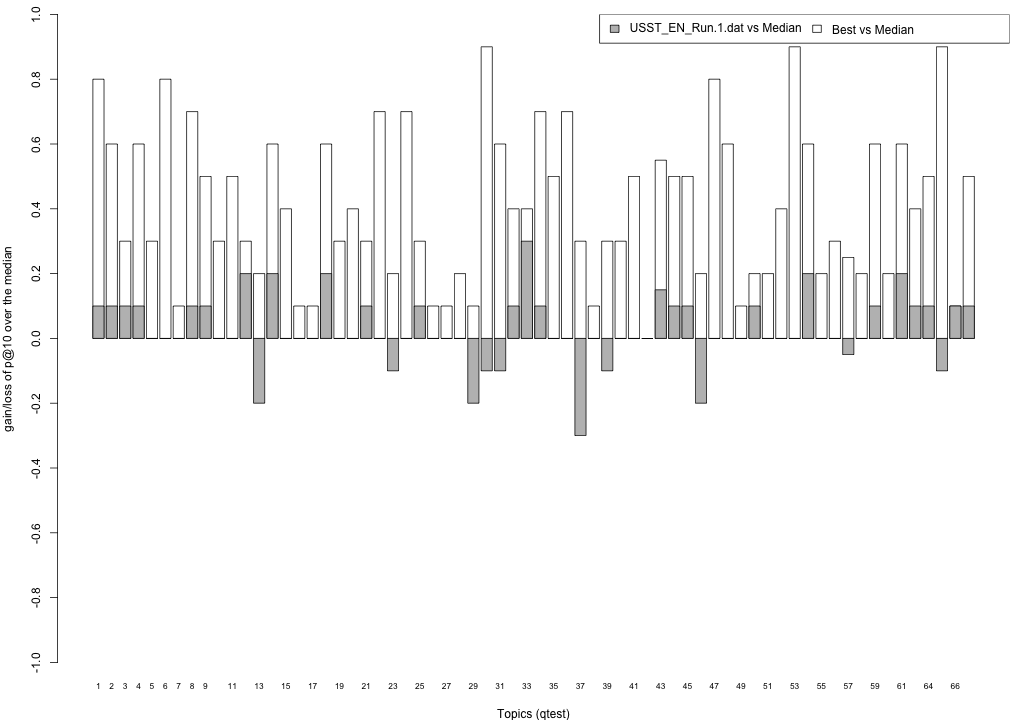 USST_EN_Run.1.dat vs Median Best vs Median
gain/loss of p@10 over the median
1.0
0.8
0.6
0.4
0.2
0.0
-0.2
-0.4
-0.6
-0.8
-1.0
1 2 3 4 5 6 7 8 9 11 13 15 17 19 21 23 25 27 29 31 33 35 37 39 41 43 45 47 49 51 53 55 57 59 61 64 66
Topics (qtest)